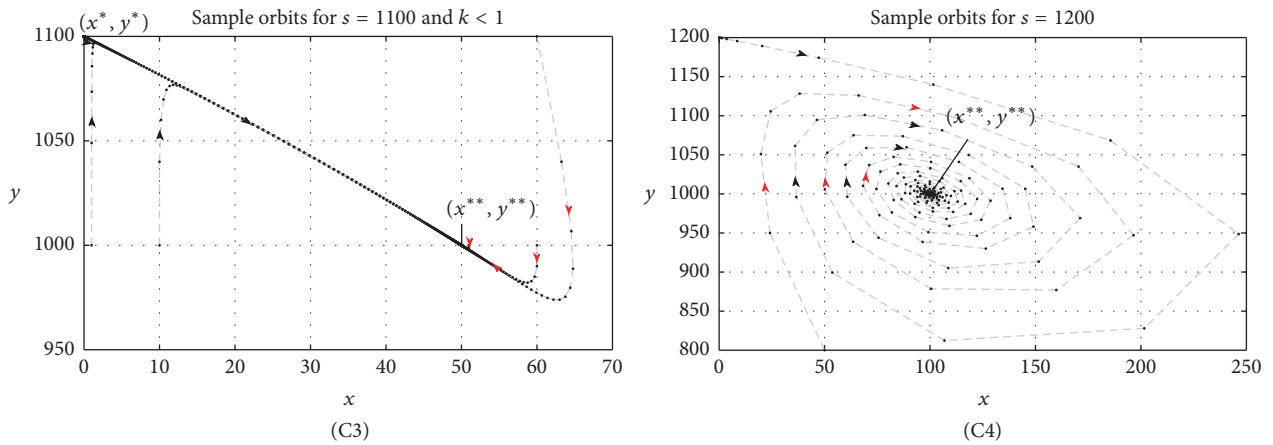 Sample orbits for s = 1100 and k < 1
(x*, y*)
1100
1050
1000
950
y
(x**, y**)
0 10 20 30 40 50 60 70
x
(C3)
Sample orbits for s = 1200
1200
1150
1100
1050
1000
950
900
850
800
y
(x**, y**)
0 50 100 150 200 250
x
(C4)